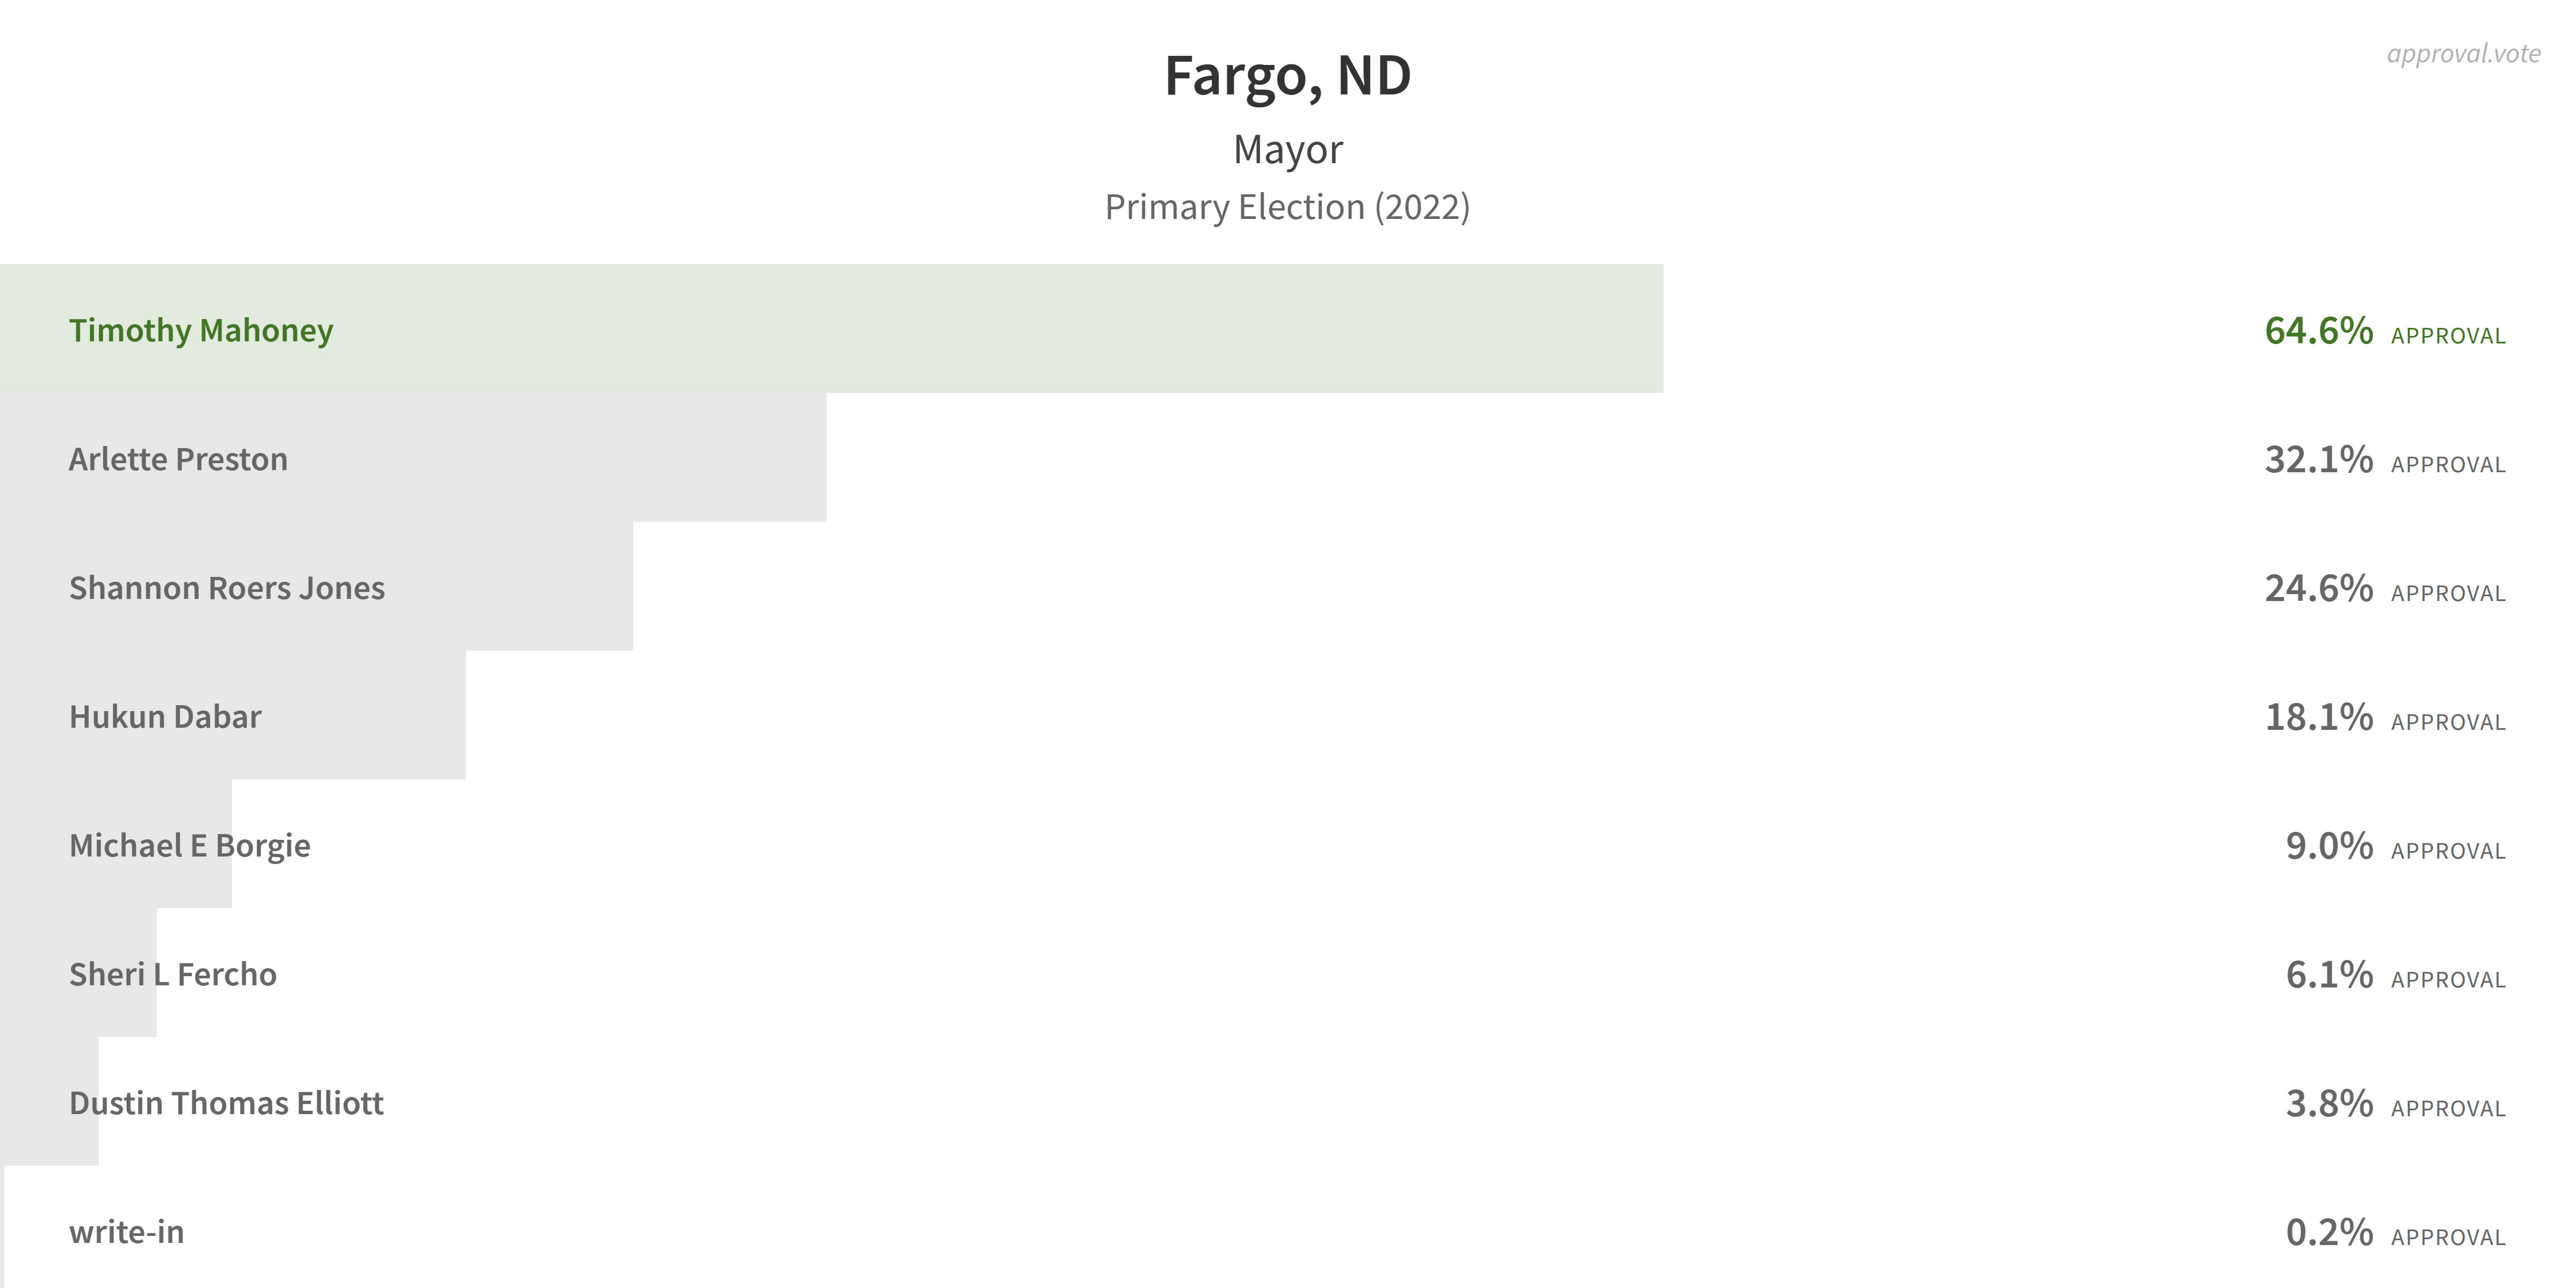 approval.vote
Fargo, ND
Mayor
Primary Election (2022)
Timothy Mahoney 64.6% APPROVAL
Arlette Preston 32.1% APPROVAL
Shannon Roers Jones 24.6% APPROVAL
Hukun Dabar 18.1% APPROVAL
Michael E Borgie 9.0% APPROVAL
Sheri L Fercho 6.1% APPROVAL
Dustin Thomas Elliott 3.8% APPROVAL
write-in 0.2% APPROVAL